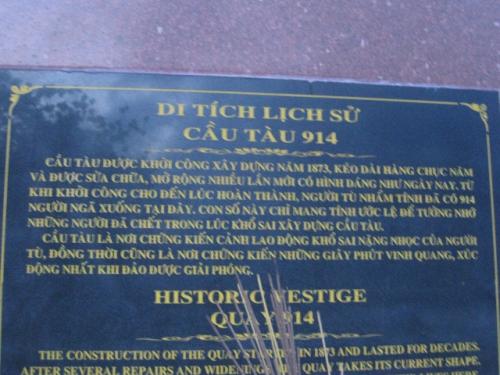 DI TÍCH LỊCH SỬ
CẦU TÀU 914
CẦU TÀU ĐƯỢC KHỞI CÔNG XÂY DỰNG NĂM 1873, KÉO DÀI HÀNG CHỤC NĂM
VÀ ĐƯỢC SỬA CHỮA, MỞ RỘNG NHIỀU LẦN MỚI CÓ HÌNH DÁNG NHƯ NGÀY NAY. TỪ
KHI KHỞI CÔNG CHO ĐẾN LÚC HOÀN THÀNH, NGƯỜI TÙ NHẨM TÍNH ĐÃ CÓ 914
NGƯỜI NGÃ XUỐNG TẠI ĐÂY. CON SỐ NÀY CHỈ MANG TÍNH ƯỚC LỆ ĐỂ TƯỞNG NHỚ
NHỮNG NGƯỜI ĐÃ CHẾT TRONG LÚC KHỔ SAI XÂY DỰNG CẦU TÀU.
CẦU TÀU LÀ NƠI CHỨNG KIẾN CẢNH LAO ĐỘNG KHỔ SAI NẶNG NHỌC CỦA NGƯỜI
TÙ, ĐỒNG THỜI CŨNG LÀ NƠI CHỨNG KIẾN NHỮNG GIÂY PHÚT VINH QUANG, XÚC
ĐỘNG NHẤT KHI ĐẢO ĐƯỢC GIẢI PHÓNG.
HISTORIC VESTIGE
QUAY 914
THE CONSTRUCTION OF THE QUAY IN 1873 AND LASTED FOR DECADES.
AFTER SEVERAL REPAIRS AND QUAY TAKES ITS CURRENT SHAPE.